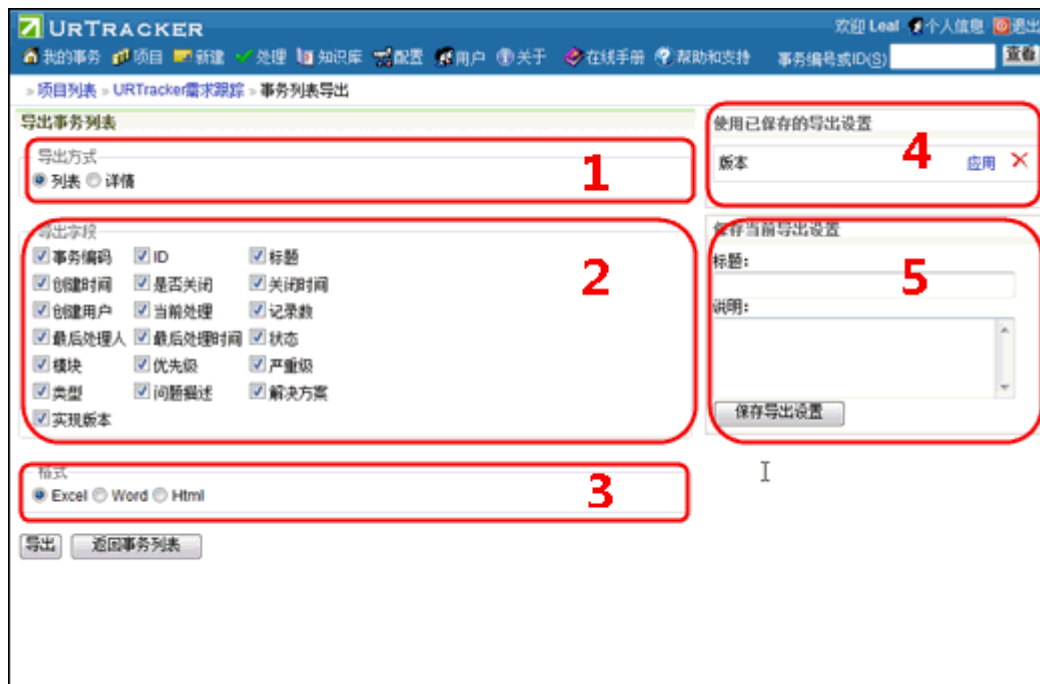 URTRACKER
欢迎 Leal 个人信息 退出
我的事务 项目 新建 处理 知识库 配置 用户 关于 在线手册 帮助和支持 事务编号或ID(S) 查看
» 项目列表 » URTracker需求跟踪 » 事务列表导出
导出事务列表
导出方式
列表 详情
1
导出字段
事务编码 ID 标题
创建时间 是否关闭 关闭时间
创建用户 当前处理 记录数
最后处理人 最后处理时间 状态
模块 优先级 严重级
类型 问题描述 解决方案
实现版本
2
格式
Excel Word Html
3
导出 返回事务列表
使用已保存的导出设置
版本 应用
4
保存当前导出设置
标题:
说明:
5
保存导出设置